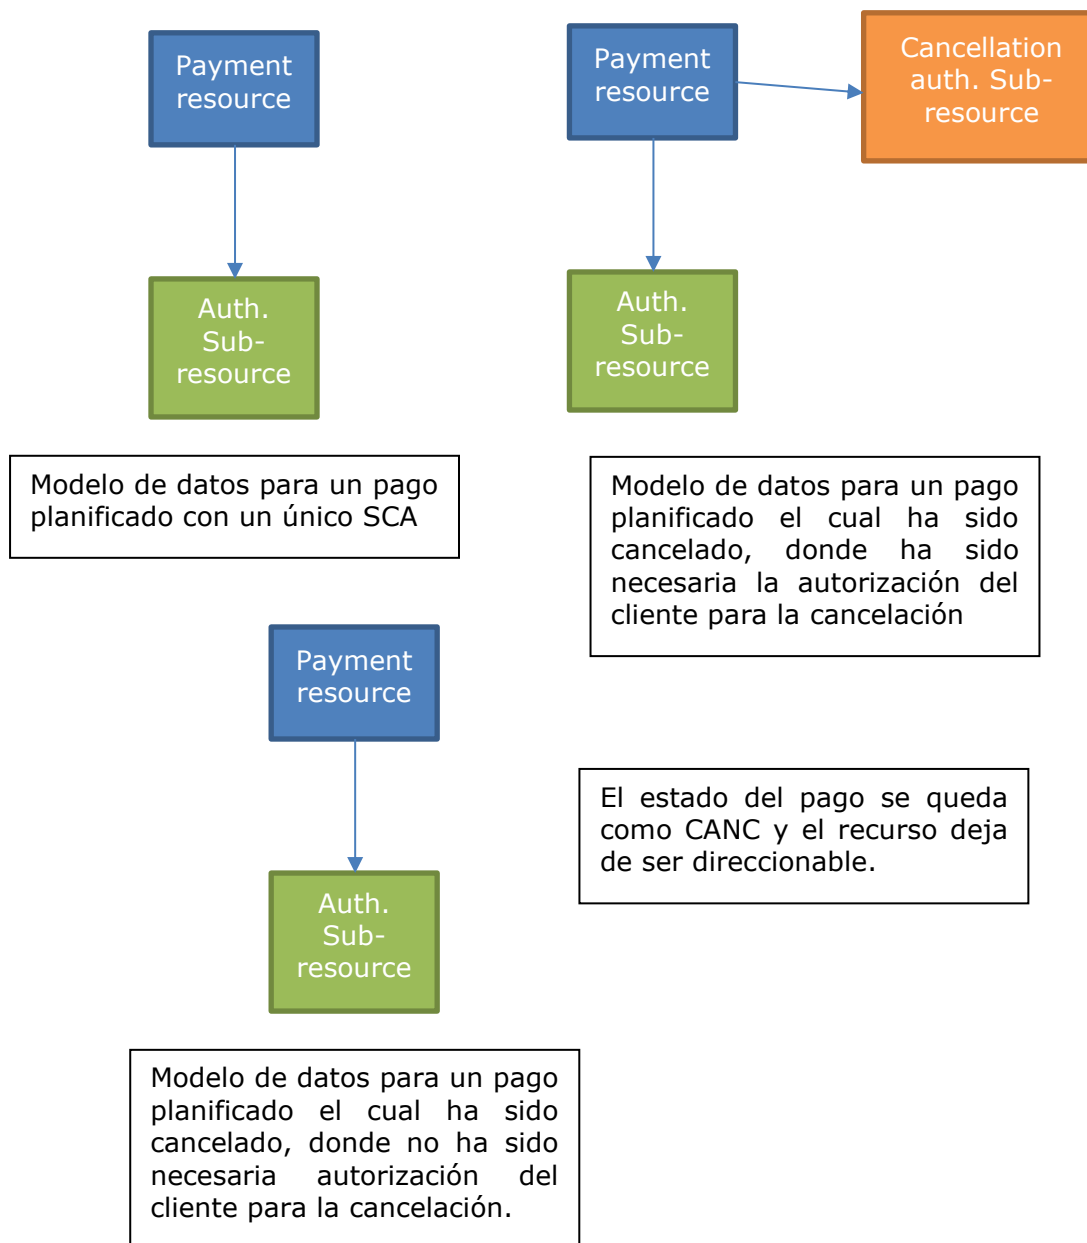 Payment
resource
Auth.
Sub-
resource
Modelo de datos para un pago
planificado con un único SCA
Payment
resource
Cancellation
auth. Sub-
resource
Auth.
Sub-
resource
Modelo de datos para un pago
planificado el cual ha sido
cancelado, donde ha sido
necesaria la autorización del
cliente para la cancelación
Payment
resource
Auth.
Sub-
resource
El estado del pago se queda
como CANC y el recurso deja
de ser direccionable.
Modelo de datos para un pago
planificado el cual ha sido
cancelado, donde no ha sido
necesaria autorización del
cliente para la cancelación.